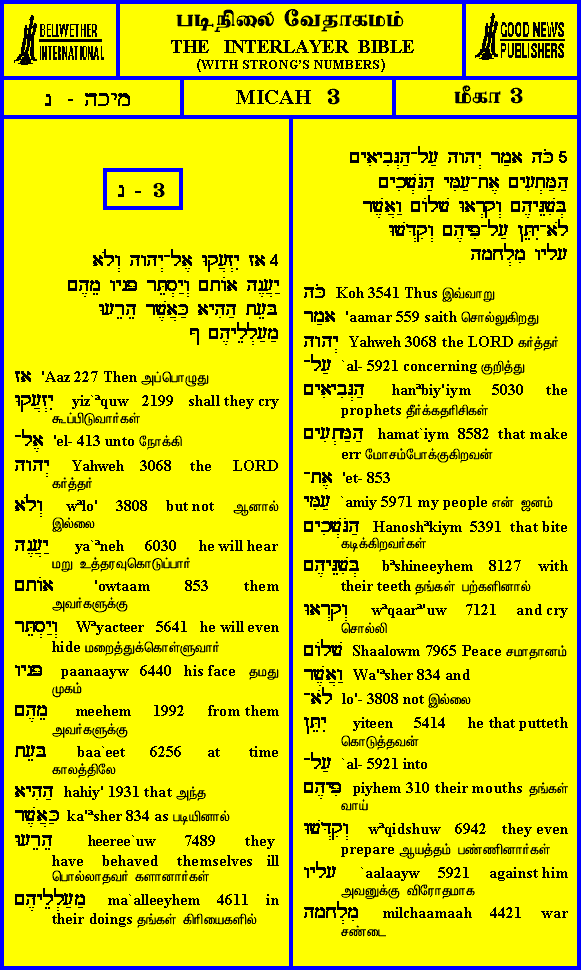 BELLWETHER
INTERNATIONAL
படிநிலை வேதாகமம்
THE INTERLAYER BIBLE
(WITH STRONG'S NUMBERS)
GOOD NEWS
PUBLISHERS
מיכה - נ
MICAH 3
மீகா 3
נ - 3
4 אז יִזְעֲקוּ אֶל־יְהוָה וְלֹא
יַעֲנֶה אוֹתָם וְיַסְתֵּר פניו מֵהֶם
בּעֵת הַהִיא כַּאֲשֶׁר הֵרֵעוּ
מַעַלְלֵיהֶם ף
אז 'Aaz 227 Then அப்பொழுது
יִזְעֲקוּ yiz`ªquw 2199 shall they cry
கூப்பிடுவார்கள்
אֶל־ 'el- 413 unto நோக்கி
יְהוָה Yahweh 3068 the LORD
கர்த்தர்
וְלֹא wªlo' 3808 but not ஆனால்
இல்லை
יַעֲנֶה ya`ªneh 6030 he will hear
மறு உத்தரவுகொடுப்பார்
אוֹתָם 'owtaam 853 them
அவர்களுக்கு
וְיַסְתֵּר Wªyacteer 5641 he will even
hide மறைத்துக்கொள்ளுவார்
פניו paanaayw 6440 his face தமது
முகம்
מֵהֶם meehem 1992 from them
அவர்களுக்கு
בּעֵת baa`eet 6256 at time
காலத்திலே
הַהִיא hahiy' 1931 that அந்த
כַּאֲשֶׁר ka'ªsher 834 as படியினால்
הֵרֵעוּ heeree`uw 7489 they
have behaved themselves ill
பொல்லாதவர் களானார்கள்
מַעַלְלֵיהֶם ma`alleeyhem 4611 in
their doings தங்கள் கிரியைகளில்
5 כֹּה אמַר יְהוָה עַל־הַנְּבִיאִים
הַמַּתְעִים אֶת־עַמִּי הַנֹּשְׁכִים
בְּשִׁנֵּיהֶם וְקָרְאוּ שׁלוֹם וַאֲשֶׁר
לֹא־יִתֵּן עַל־פִּיהֶם וְקִדְּשׁוּ
עליו מִלְחמה
כֹּה Koh 3541 Thus இவ்வாறு
אמַר 'aamar 559 saith சொல்லுகிறது
יְהוָה Yahweh 3068 the LORD கர்த்தர்
עַל־ `al- 5921 concerning குறித்து
הַנְּבִיאִים hanªbiy'iym 5030 the
prophets தீர்க்கதரிசிகள்
הַמַּתְעִים hamat`iym 8582 that make
err மோசம்போக்குகிறவன்
אֶת־ 'et- 853
עַמִּי `amiy 5971 my people என் ஜனம்
הַנֹּשְׁכִים Hanoshªkiym 5391 that bite
கடிக்கிறவர்கள்
בְּשִׁנֵּיהֶם bªshineeyhem 8127 with
their teeth தங்கள் பற்களினால்
וְקָרְאוּ wªqaarª'uw 7121 and cry
சொல்லி
שׁלוֹם Shaalowm 7965 Peace சமாதானம்
וַאֲשֶׁר Wa'ªsher 834 and
לֹא־ lo'- 3808 not இல்லை
יִתֵּן yiteen 5414 he that putteth
கொடுத்தவன்
עַל־ `al- 5921 into
פִּיהֶם piyhem 310 their mouths தங்கள்
வாய்
וְקִדְּשׁוּ wªqidshuw 6942 they even
prepare ஆயத்தம் பண்ணினார்கள்
עליו `aalaayw 5921 against him
அவனுக்கு விரோதமாக
מִלְחמה milchaamaah 4421 war
சண்டை